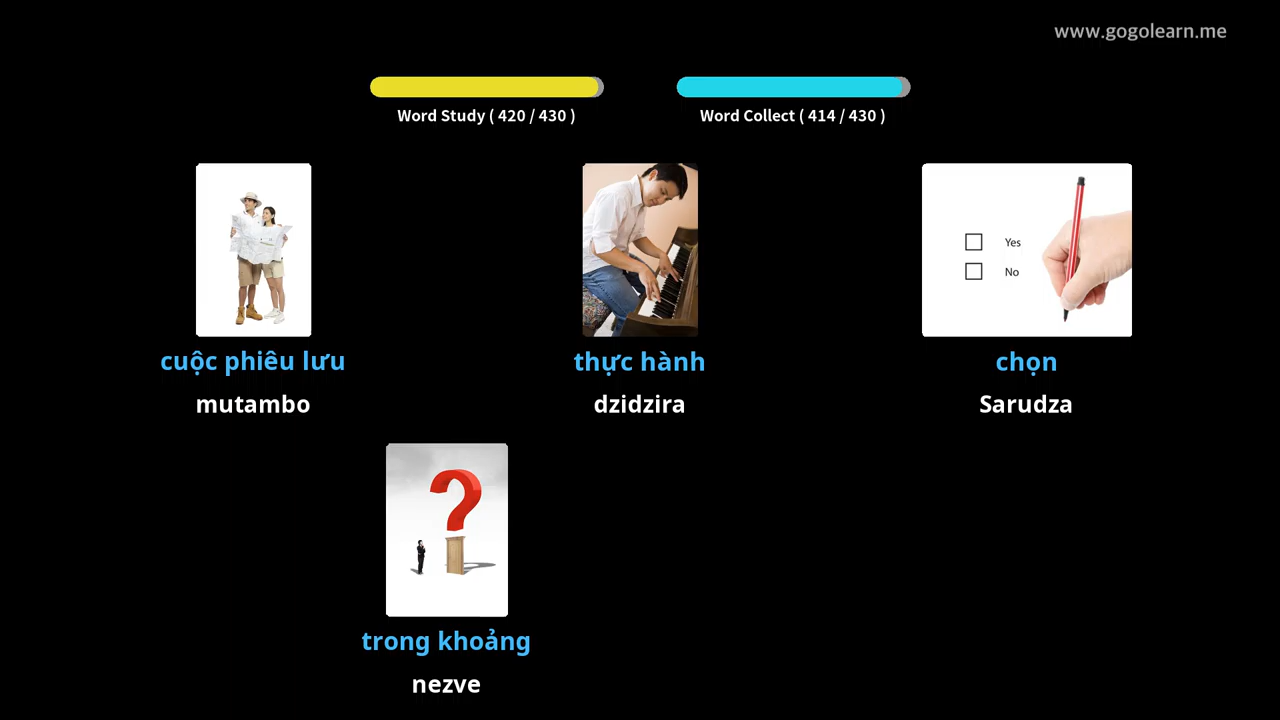 www.gogolearn.me
Word Study ( 420 / 430 )
Word Collect ( 414 / 430 )
Yes
No
cuộc phiêu lưu
thực hành
chọn
mutambo
dzidzira
Sarudza
?
trong khoảng
nezve